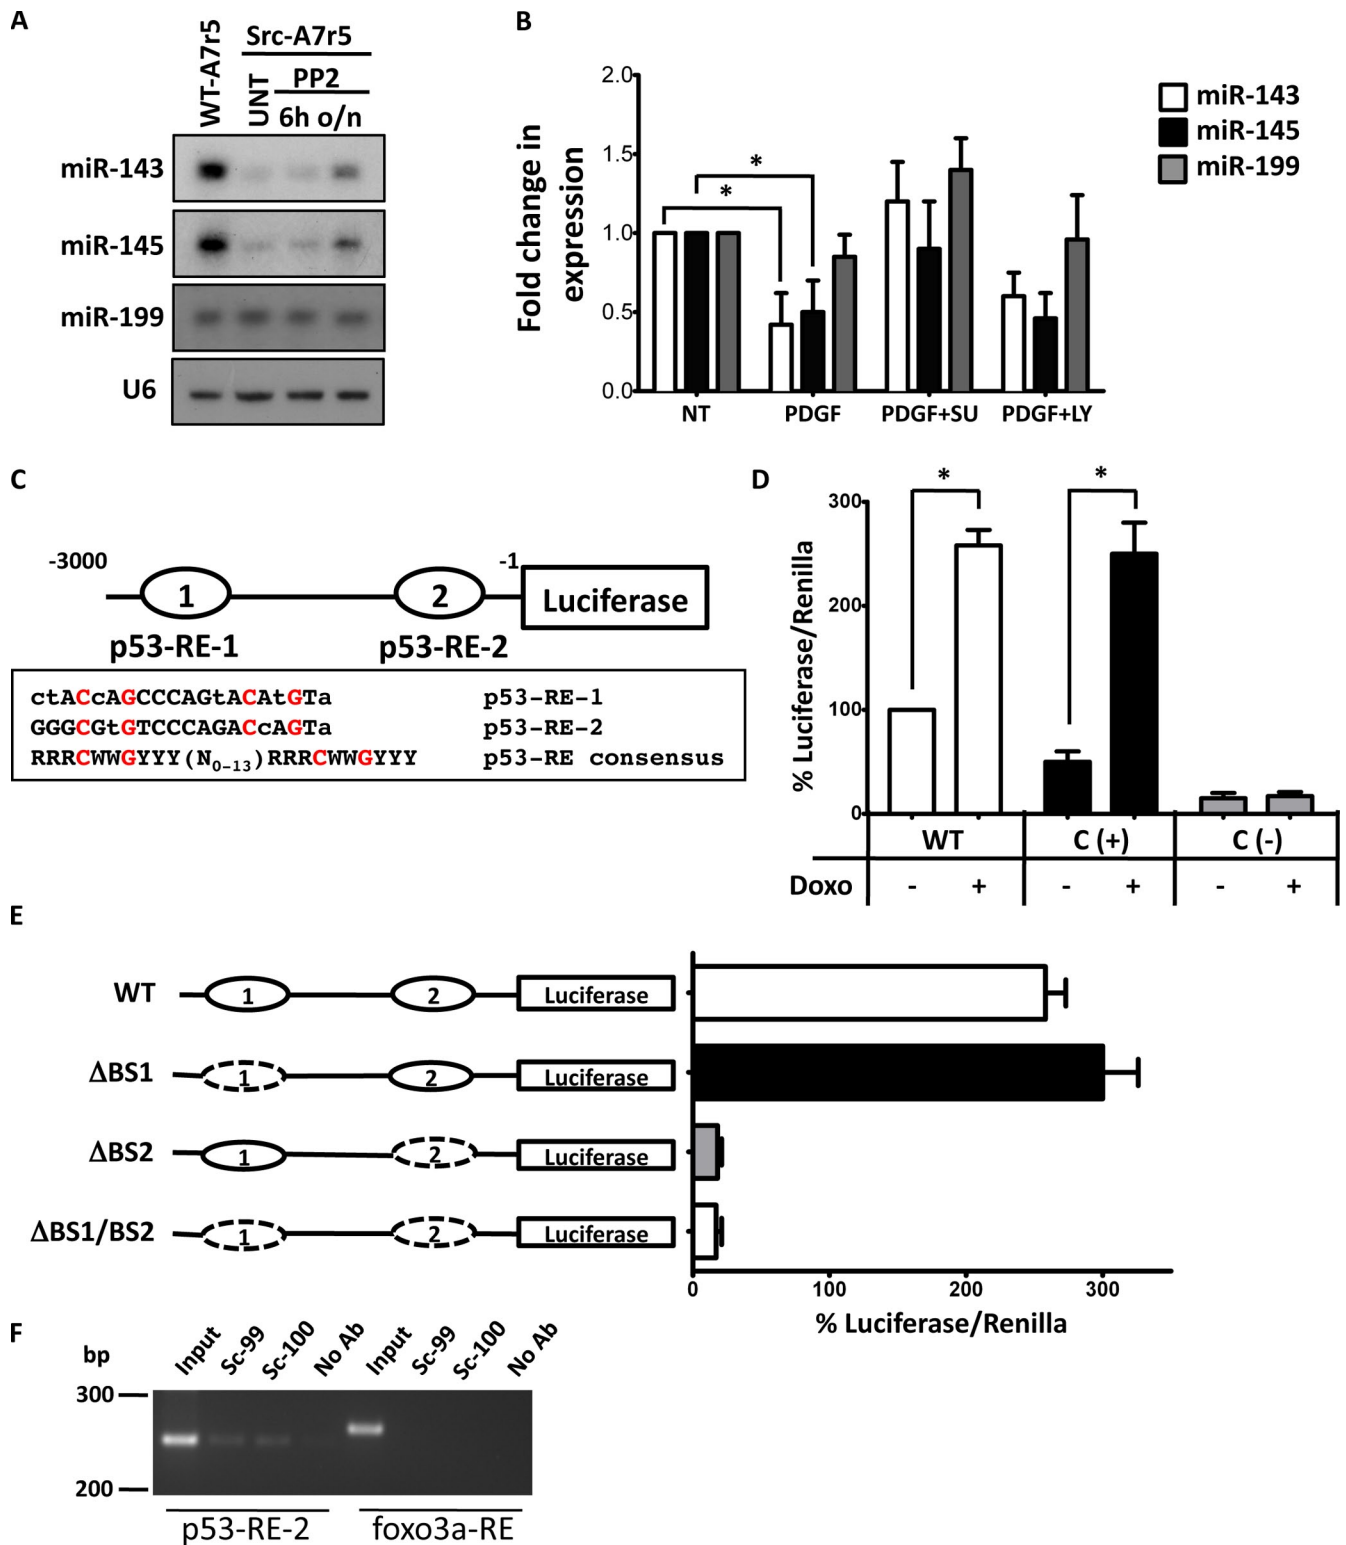 A
WT-A7r5
Src-A7r5
UNT
PP2
6h o/n
miR-143
miR-145
miR-199
U6
B
Fold change in
expression
2.0
1.5
1.0
0.5
0.0
* *
NT PDGF PDGF+SU PDGF+LY
miR-143
miR-145
miR-199
C
-3000 -1
1 2 Luciferase
p53-RE-1 p53-RE-2
ctACcAGCCCAGtACAtGTa p53-RE-1
GGGCGtGTCCCAGACcAGTa p53-RE-2
RRRCWWGYYY(N0-13)RRRCWWGYYY p53-RE consensus
D
% Luciferase/Renilla
300
200
100
0
* *
WT C (+) C (-)
Doxo - + - + - +
E
WT 1 2 Luciferase
ΔBS1 1 2 Luciferase
ΔBS2 1 2 Luciferase
ΔBS1/BS2 1 2 Luciferase
0 100 200 300
% Luciferase/Renilla
F
bp Input Sc-99 Sc-100 No Ab Input Sc-99 Sc-100 No Ab
300
200
p53-RE-2 foxo3a-RE